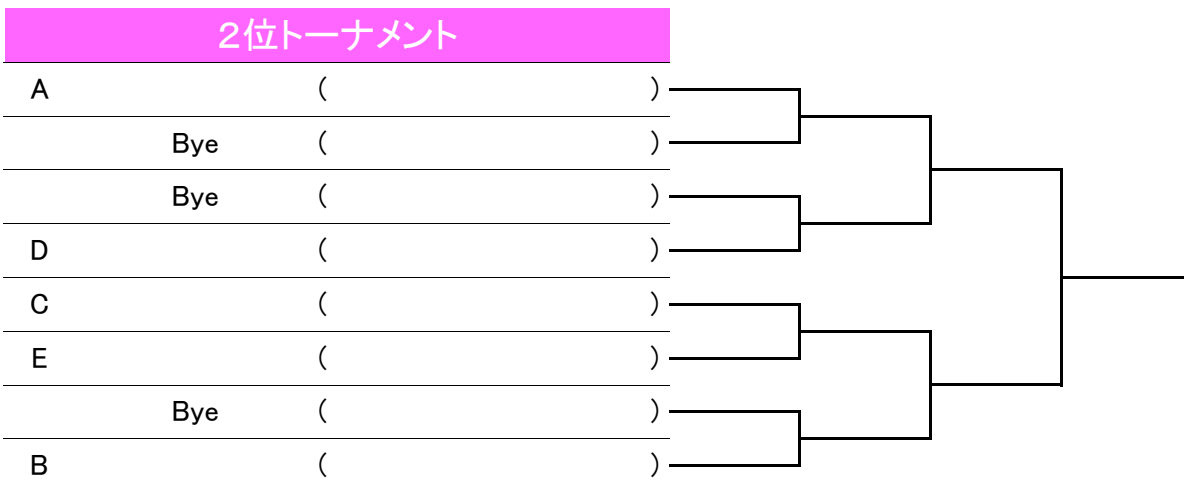 ２位トーナメント
A ( )
Bye ( )
Bye ( )
D ( )
C ( )
E ( )
Bye ( )
B ( )